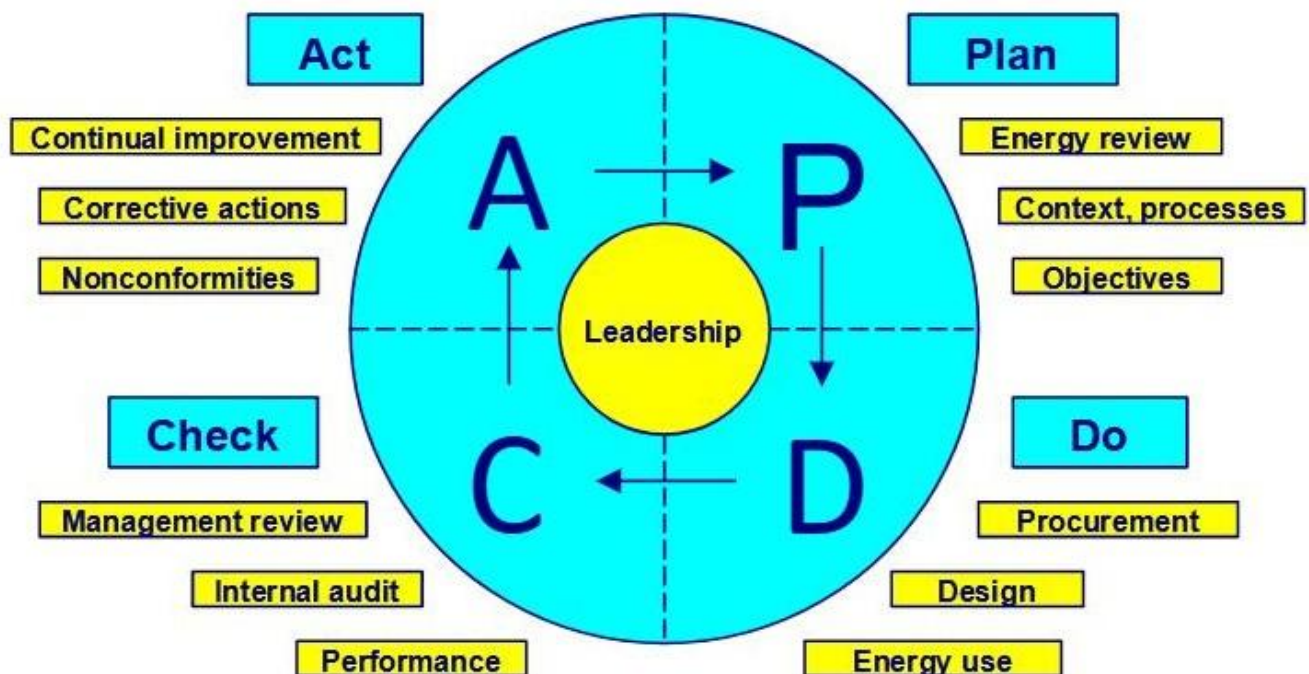 Act
Plan
Continual improvement
Energy review
Corrective actions
Context, processes
Nonconformities
Objectives
A
P
Leadership
Check
Do
C
D
Management review
Procurement
Internal audit
Design
Performance
Energy use